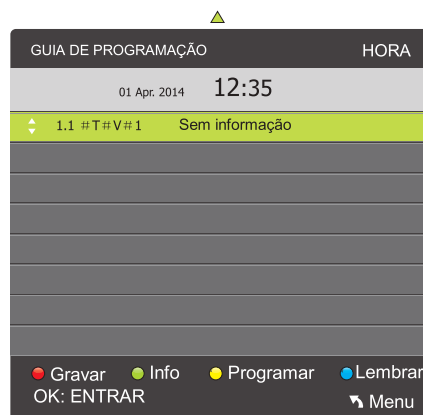 GUIA DE PROGRAMAÇÃO HORA
01 Apr. 2014 12:35
1.1 #T#V#1 Sem informação
Gravar Info Programar Lembrar
OK: ENTRAR Menu